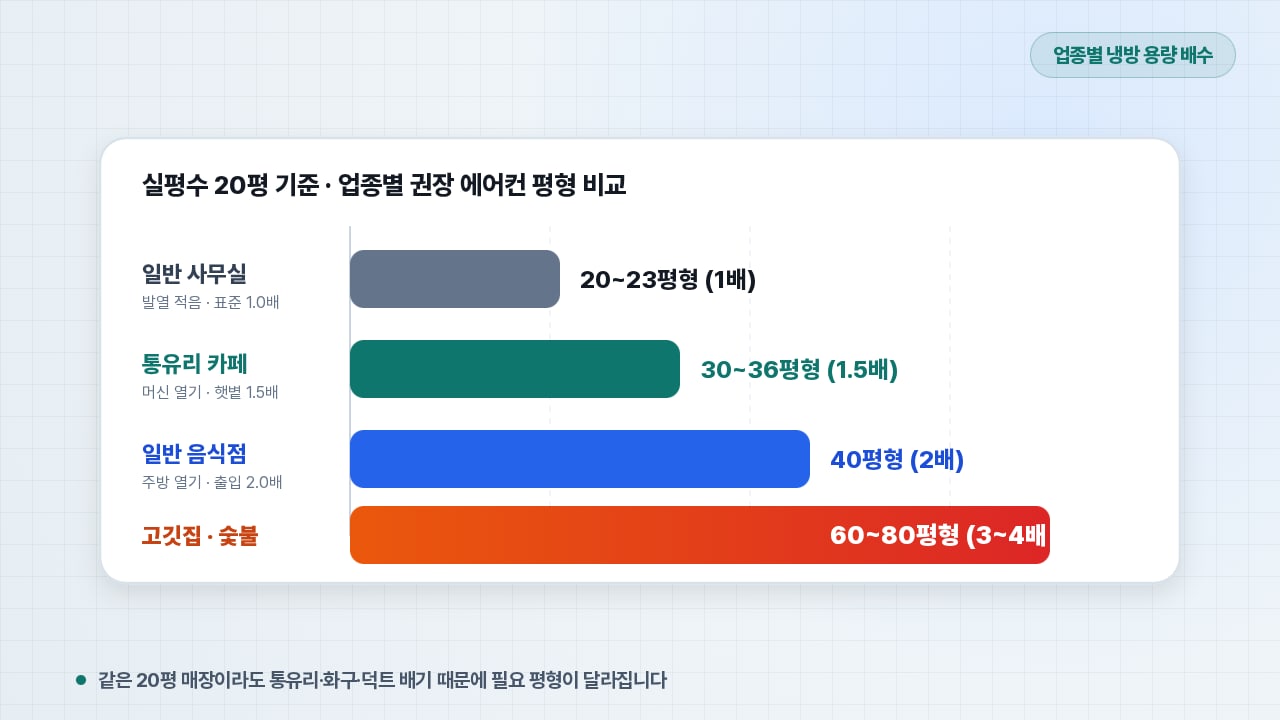 업종별 냉방 용량 배수
실평수 20평 기준 · 업종별 권장 에어컨 평형 비교
일반 사무실
발열 적음 · 표준 1.0배
20~23평형 (1배)
통유리 카페
머신 열기 · 햇볕 1.5배
30~36평형 (1.5배)
일반 음식점
주방 열기 · 출입 2.0배
40평형 (2배)
고깃집 · 숯불
60~80평형 (3~4배
같은 20평 매장이라도 통유리·화구·덕트 배기 때문에 필요 평형이 달라집니다